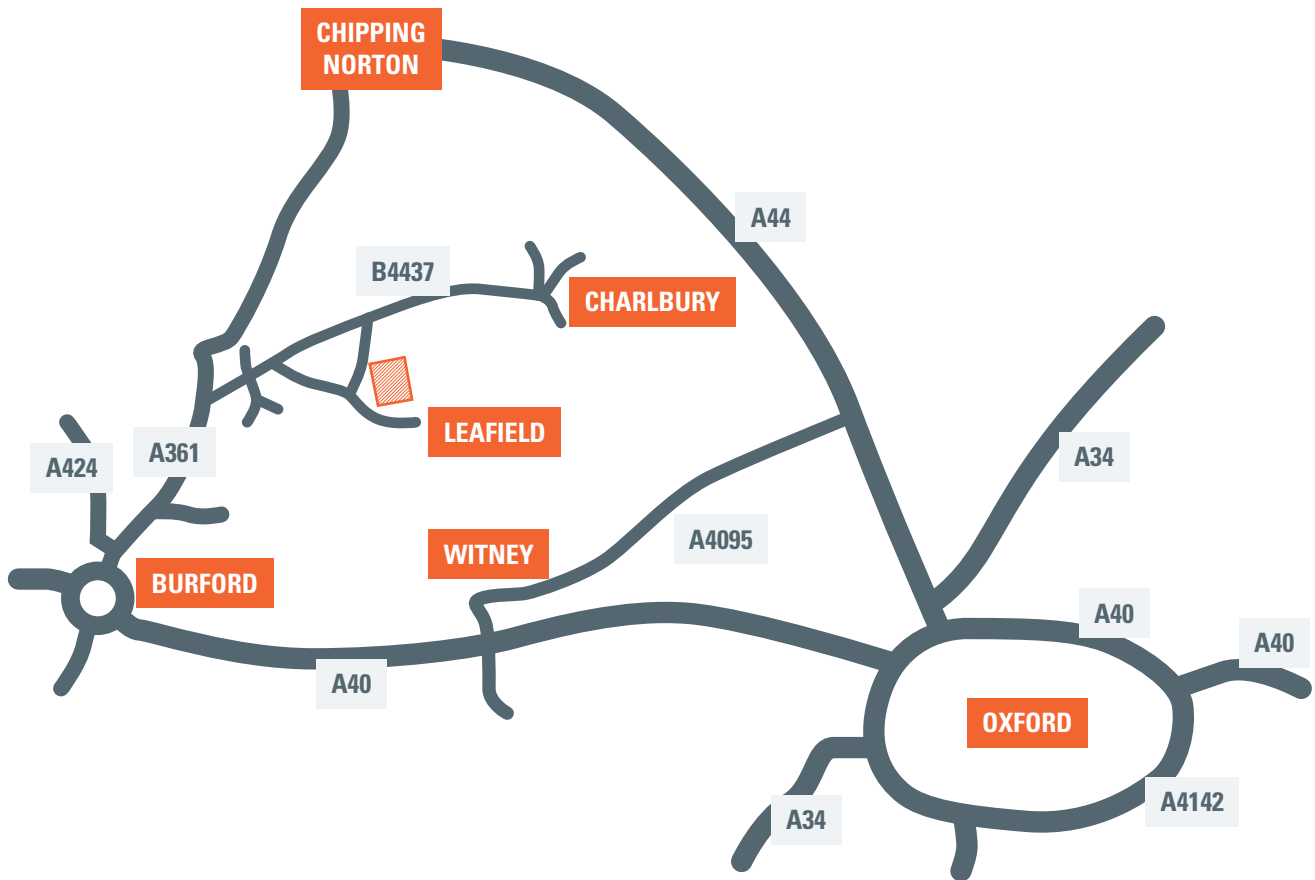 CHIPPING
NORTON
A44
B4437
CHARLBURY
LEAFIELD
A361
A424
A34
WITNEY
A4095
BURFORD
A40
A40
A40
OXFORD
A34
A4142